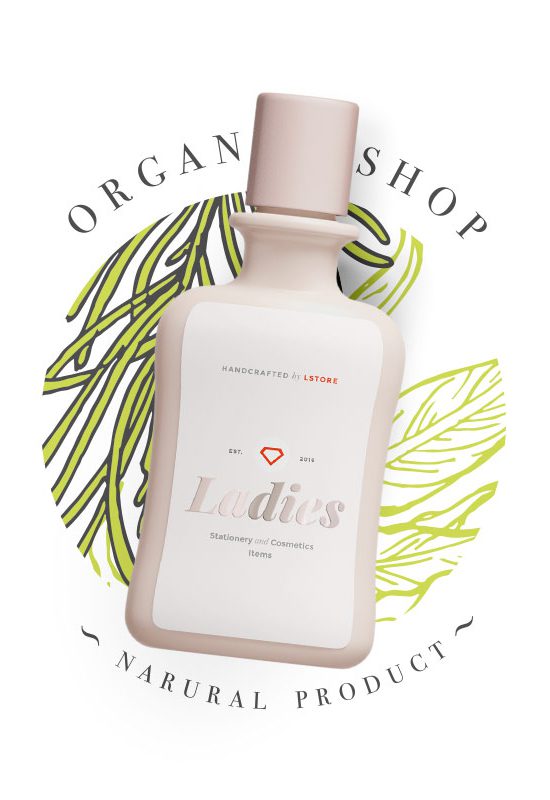 ORGAN SHOP
HANDCRAFTED by LSTORE
EST. 2016
Ladies
Stationery and Cosmetics
Items
~ NARURAL PRODUCT ~